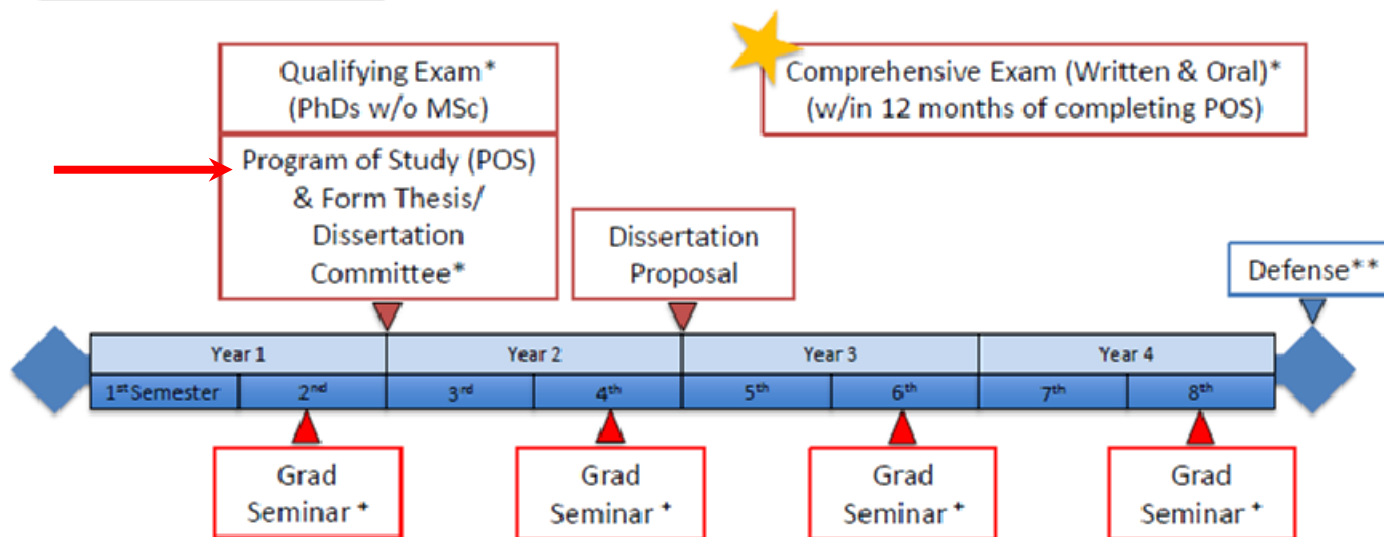 Qualifying Exam*
(PhDs w/o MSc)
Comprehensive Exam (Written & Oral)*
(w/in 12 months of completing POS)
Program of Study (POS)
& Form Thesis/
Dissertation
Committee*
Dissertation
Proposal
Defense**
Year 1 Year 2 Year 3 Year 4
1st Semester 2nd 3rd 4th 5th 6th 7th 8th
Grad
Seminar +
Grad
Seminar +
Grad
Seminar +
Grad
Seminar +